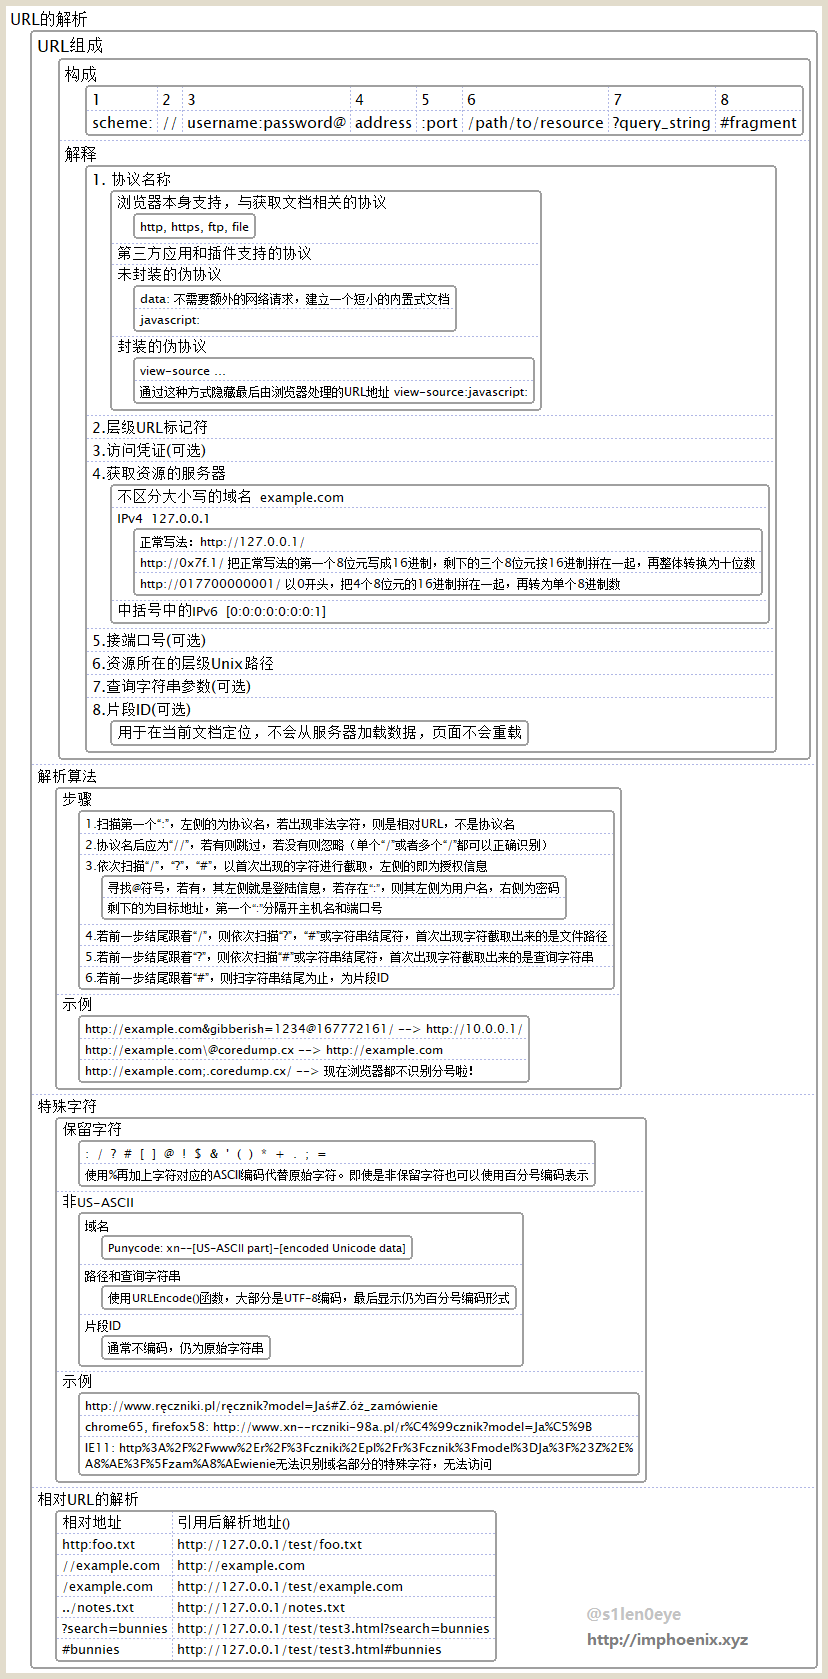 URL的解析
URL组成
构成
1 2 3 4 5 6 7 8
scheme: // username:password@ address :port /path/to/resource ?query_string #fragment
解释
1. 协议名称
浏览器本身支持，与获取文档相关的协议
http, https, ftp, file
第三方应用和插件支持的协议
未封装的伪协议
data: 不需要额外的网络请求，建立一个短小的内置式文档
javascript:
封装的伪协议
view-source ...
通过这种方式隐藏最后由浏览器处理的URL地址 view-source:javascript:
2.层级URL标记符
3.访问凭证(可选)
4.获取资源的服务器
不区分大小写的域名 example.com
IPv4 127.0.0.1
正常写法：http://127.0.0.1/
http://0x7f.1/ 把正常写法的第一个8位元写成16进制，剩下的三个8位元按16进制拼在一起，再整体转换为十位数
http://017700000001/ 以0开头，把4个8位元的16进制拼在一起，再转为单个8进制数
中括号中的IPv6 [0:0:0:0:0:0:0:1]
5.接端口号(可选)
6.资源所在的层级Unix路径
7.查询字符串参数(可选)
8.片段ID(可选)
用于在当前文档定位，不会从服务器加载数据，页面不会重载
解析算法
步骤
1.扫描第一个“:”，左侧的为协议名，若出现非法字符，则是相对URL，不是协议名
2.协议名后应为“//”，若有则跳过，若没有则忽略（单个“/”或者多个“/”都可以正确识别）
3.依次扫描“/”，“?”，“#”，以首次出现的字符进行截取，左侧的即为授权信息
寻找@符号，若有，其左侧就是登陆信息，若存在“:”，则其左侧为用户名，右侧为密码
剩下的为目标地址，第一个“:”分隔开主机名和端口号
4.若前一步结尾跟着“/”，则依次扫描“?”，“#”或字符串结尾符，首次出现字符截取出来的是文件路径
5.若前一步结尾跟着“?”，则依次扫描“#”或字符串结尾符，首次出现字符截取出来的是查询字符串
6.若前一步结尾跟着“#”，则扫字符串结尾为止，为片段ID
示例
http://example.com&gibberish=1234@167772161/ --> http://10.0.0.1/
http://example.com\@coredump.cx --> http://example.com
http://example.com;.coredump.cx/ --> 现在浏览器都不识别分号啦！
特殊字符
保留字符
: / ? # [ ] @ ! $ & ' ( ) * + . ; =
使用%再加上字符对应的ASCII编码代替原始字符。即使是非保留字符也可以使用百分号编码表示
非US-ASCII
域名
Punycode: xn--[US-ASCII part]-[encoded Unicode data]
路径和查询字符串
使用URLEncode()函数，大部分是UTF-8编码，最后显示仍为百分号编码形式
片段ID
通常不编码，仍为原始字符串
示例
http://www.ręczniki.pl/ręcznik?model=Jaś#Z.óż_zamówienie
chrome65, firefox58: http://www.xn--rczniki-98a.pl/r%C4%99cznik?model=Ja%C5%9B
IE11: http%3A%2F%2Fwww%2Er%2F%3Fczniki%2Epl%2Fr%3Fcznik%3Fmodel%3DJa%3F%23Z%2E%
A8%AE%3F%5Fzam%A8%AEwienie无法识别域名部分的特殊字符，无法访问
相对URL的解析
相对地址 引用后解析地址()
http:foo.txt http://127.0.0.1/test/foo.txt
//example.com http://example.com
/example.com http://127.0.0.1/test/example.com
../notes.txt http://127.0.0.1/notes.txt
?search=bunnies http://127.0.0.1/test/test3.html?search=bunnies
#bunnies http://127.0.0.1/test/test3.html#bunnies
@s1len0eye
http://imphoenix.xyz